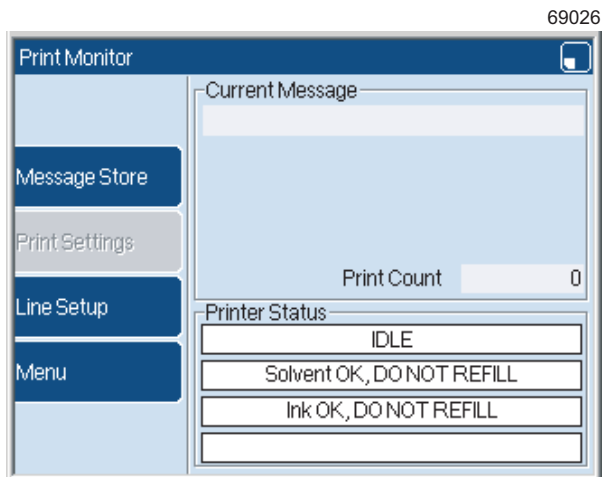 69026
Print Monitor
Current Message
Message Store
Print Settings
Print Count 0
Line Setup
Printer Status
IDLE
Menu
Solvent OK, DO NOT REFILL
Ink OK, DO NOT REFILL